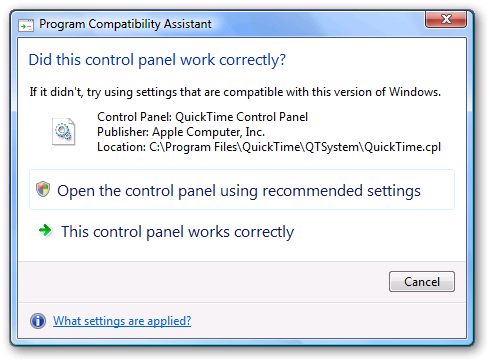 Program Compatibility Assistant
Did this control panel work correctly?
If it didn't, try using settings that are compatible with this version of Windows.
Control Panel: QuickTime Control Panel
Publisher: Apple Computer, Inc.
Location: C:\Program Files\QuickTime\QTSystem\QuickTime.cpl
Open the control panel using recommended settings
This control panel works correctly
Cancel
What settings are applied?